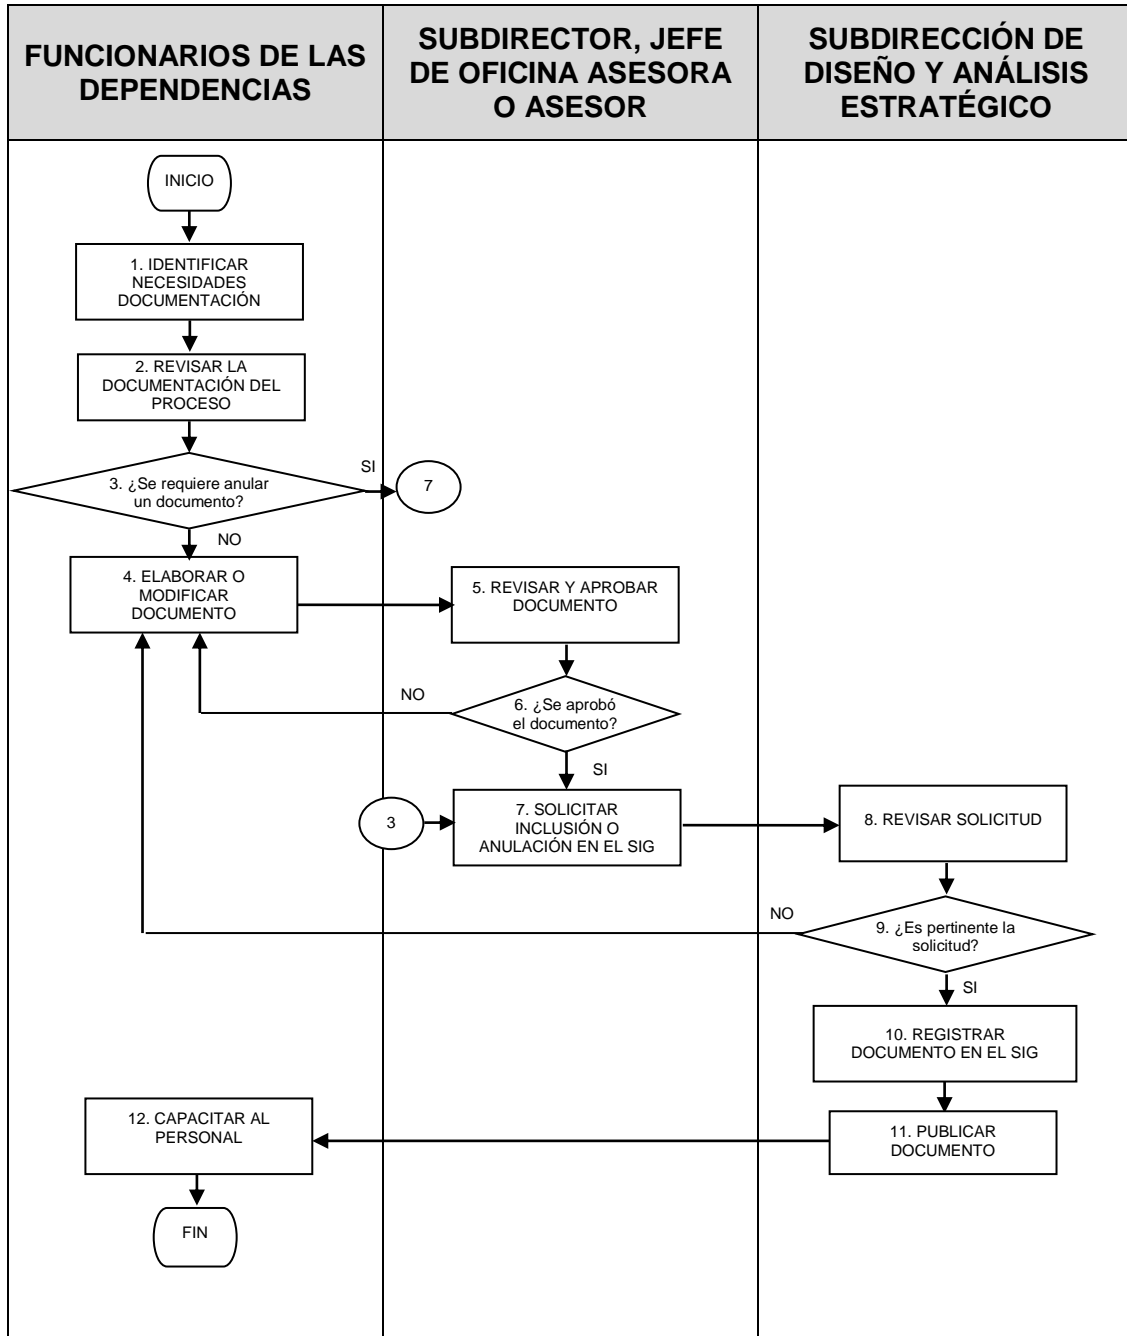 FUNCIONARIOS DE LAS
DEPENDENCIAS
SUBDIRECTOR, JEFE
DE OFICINA ASESORA
O ASESOR
SUBDIRECCIÓN DE
DISEÑO Y ANÁLISIS
ESTRATÉGICO
INICIO
1. IDENTIFICAR
NECESIDADES
DOCUMENTACIÓN
2. REVISAR LA
DOCUMENTACIÓN DEL
PROCESO
3. ¿Se requiere anular
un documento?
SI
7
NO
4. ELABORAR O
MODIFICAR
DOCUMENTO
5. REVISAR Y APROBAR
DOCUMENTO
6. ¿Se aprobó
el documento?
NO
SI
3
7. SOLICITAR
INCLUSIÓN O
ANULACIÓN EN EL SIG
8. REVISAR SOLICITUD
9. ¿Es pertinente la
solicitud?
NO
SI
10. REGISTRAR
DOCUMENTO EN EL SIG
11. PUBLICAR
DOCUMENTO
12. CAPACITAR AL
PERSONAL
FIN